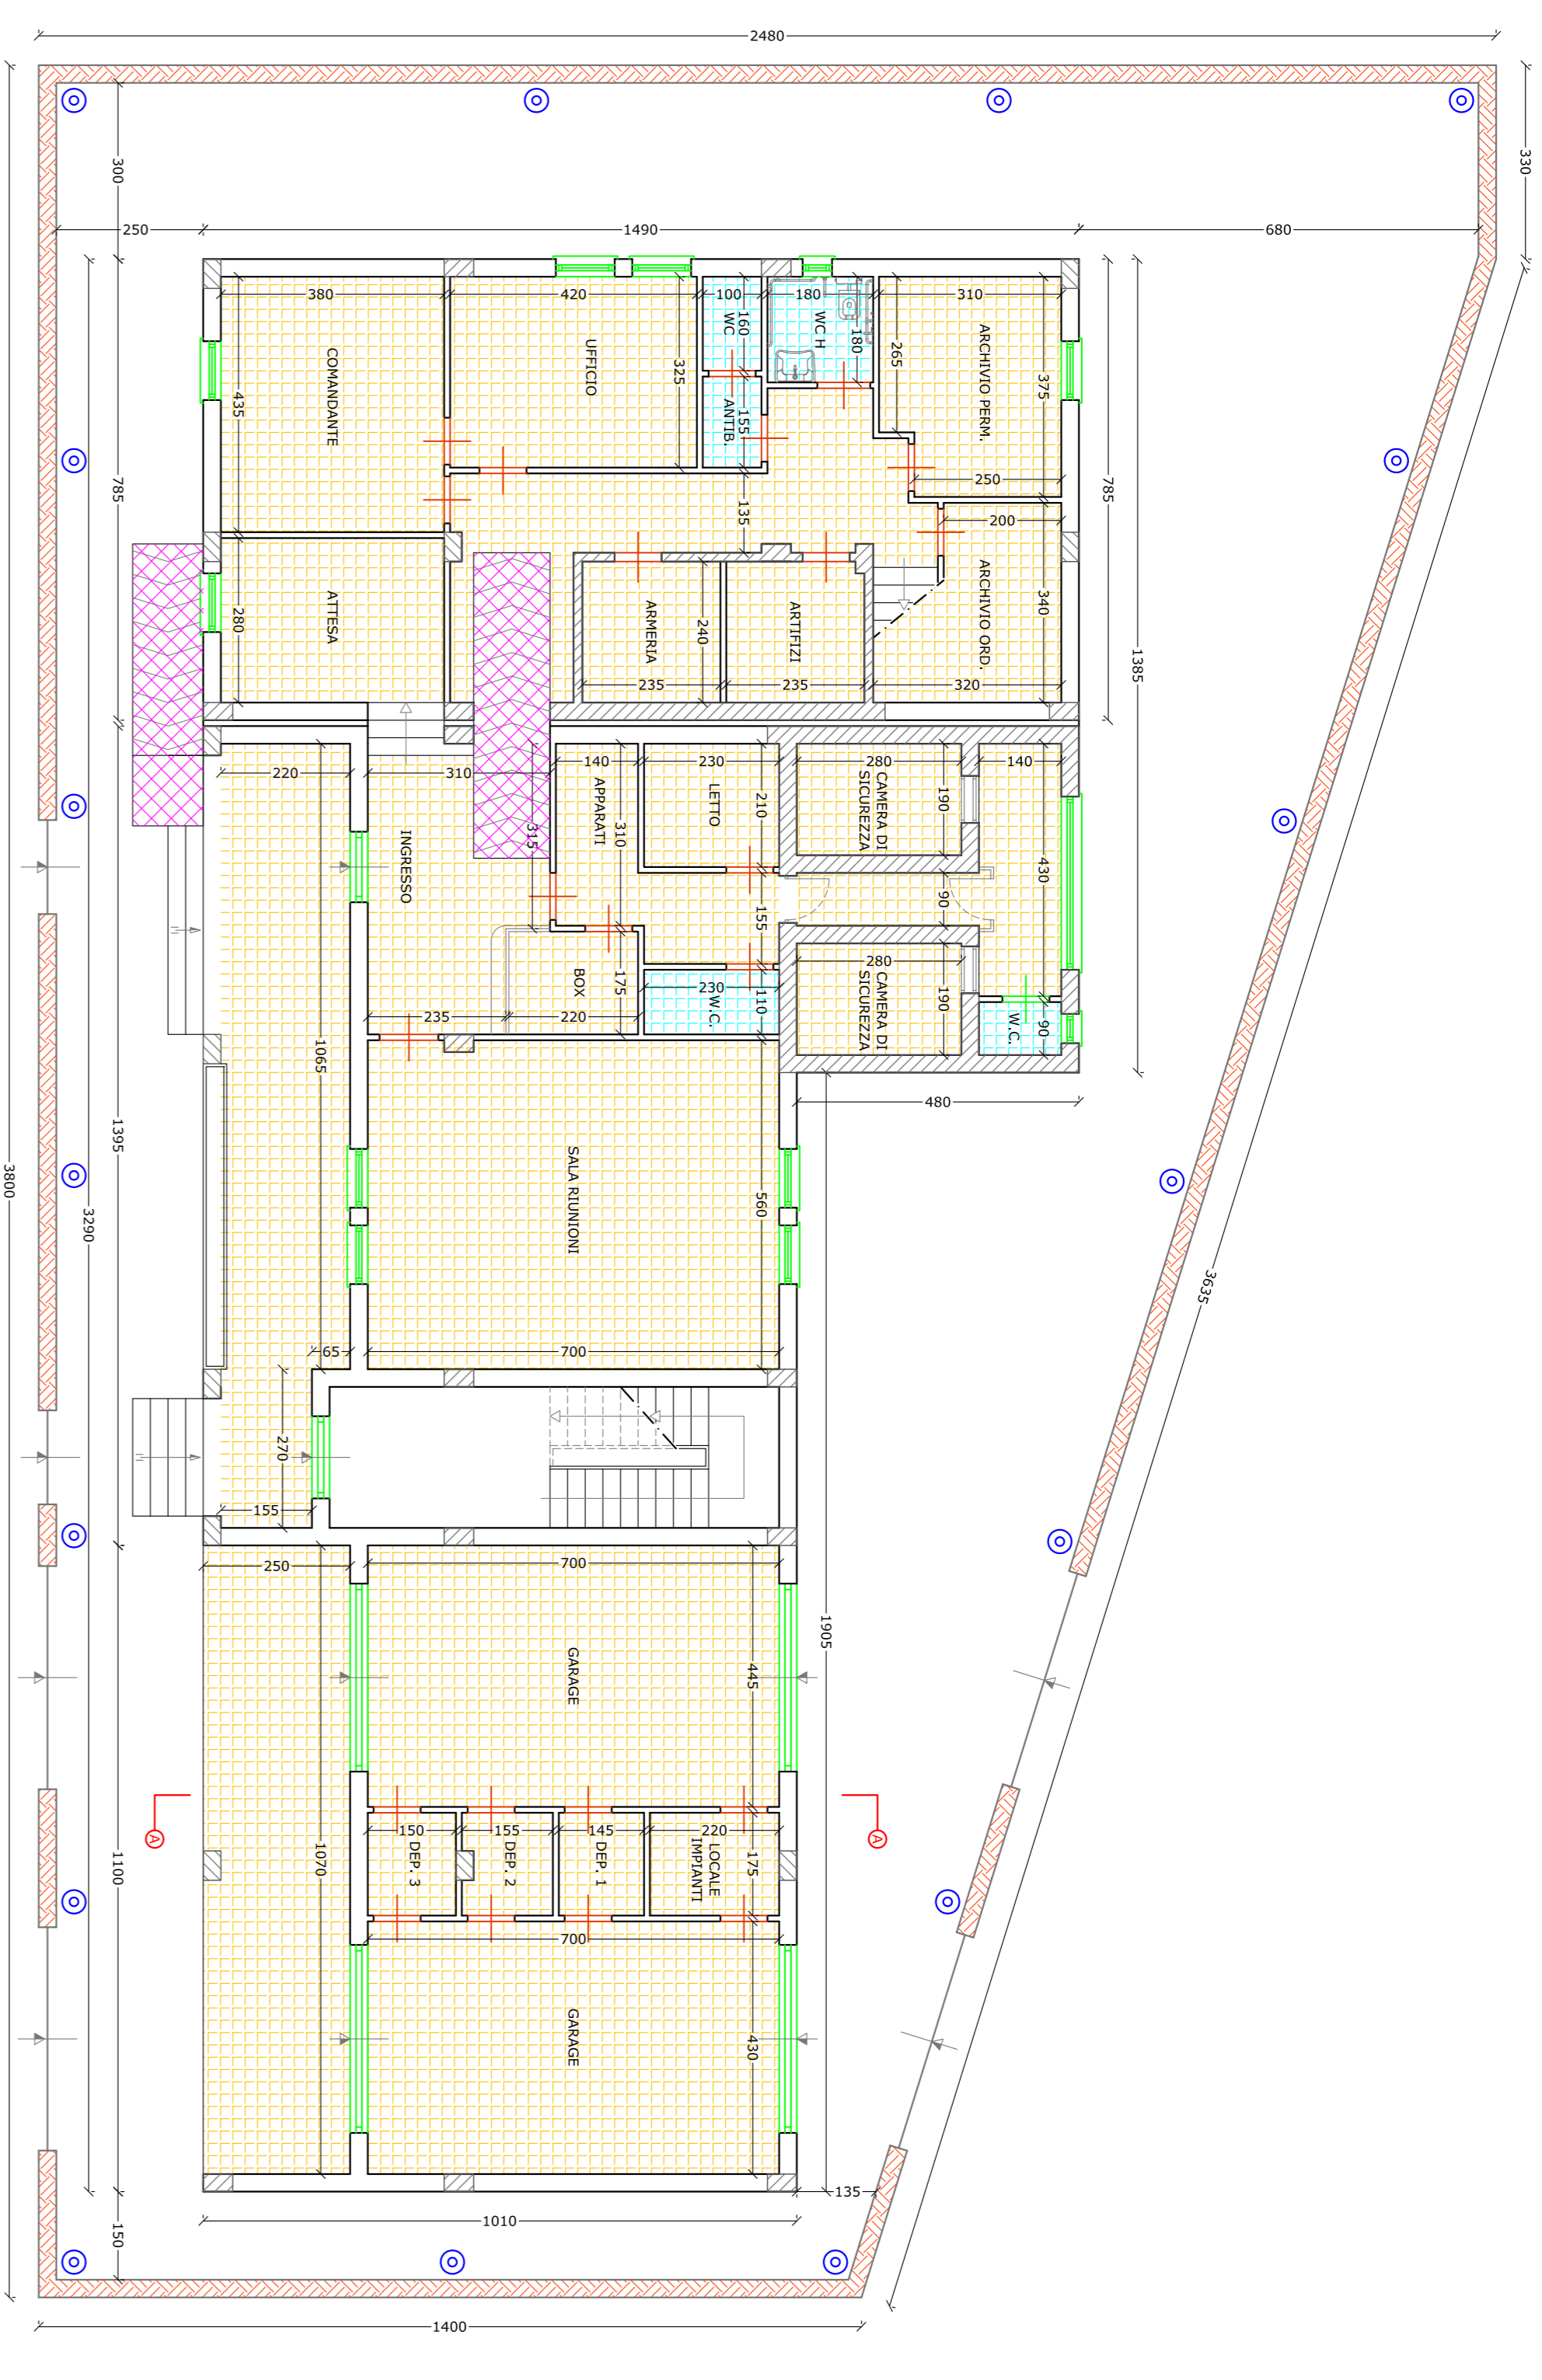 2480
330
300
250
1490
680
380
420
100
180
310
COMANDANTE
435
UFFICIO
325
WC
160
WC H
180
265
ARCHIVIO PERM.
375
ANTIB.
155
250
200
135
785
785
1385
ATTESA
280
ARMERIA
240
ARTIFIZI
ARCHIVIO ORD.
340
235
235
320
220
310
140
230
280
140
INGRESSO
315
APPARATI
310
LETTO
210
CAMERA DI
SICUREZZA
190
430
155
90
BOX
175
230
W.C.
110
280
CAMERA DI
SICUREZZA
190
W.C.
90
235
220
480
1065
1395
3800
3290
SALA RIUNIONI
560
3635
65
700
270
155
250
700
GARAGE
445
1905
A
A
150
155
145
220
DEP. 3
DEP. 2
DEP. 1
LOCALE
IMPIANTI
175
1070
1100
700
GARAGE
430
135
1010
150
1400